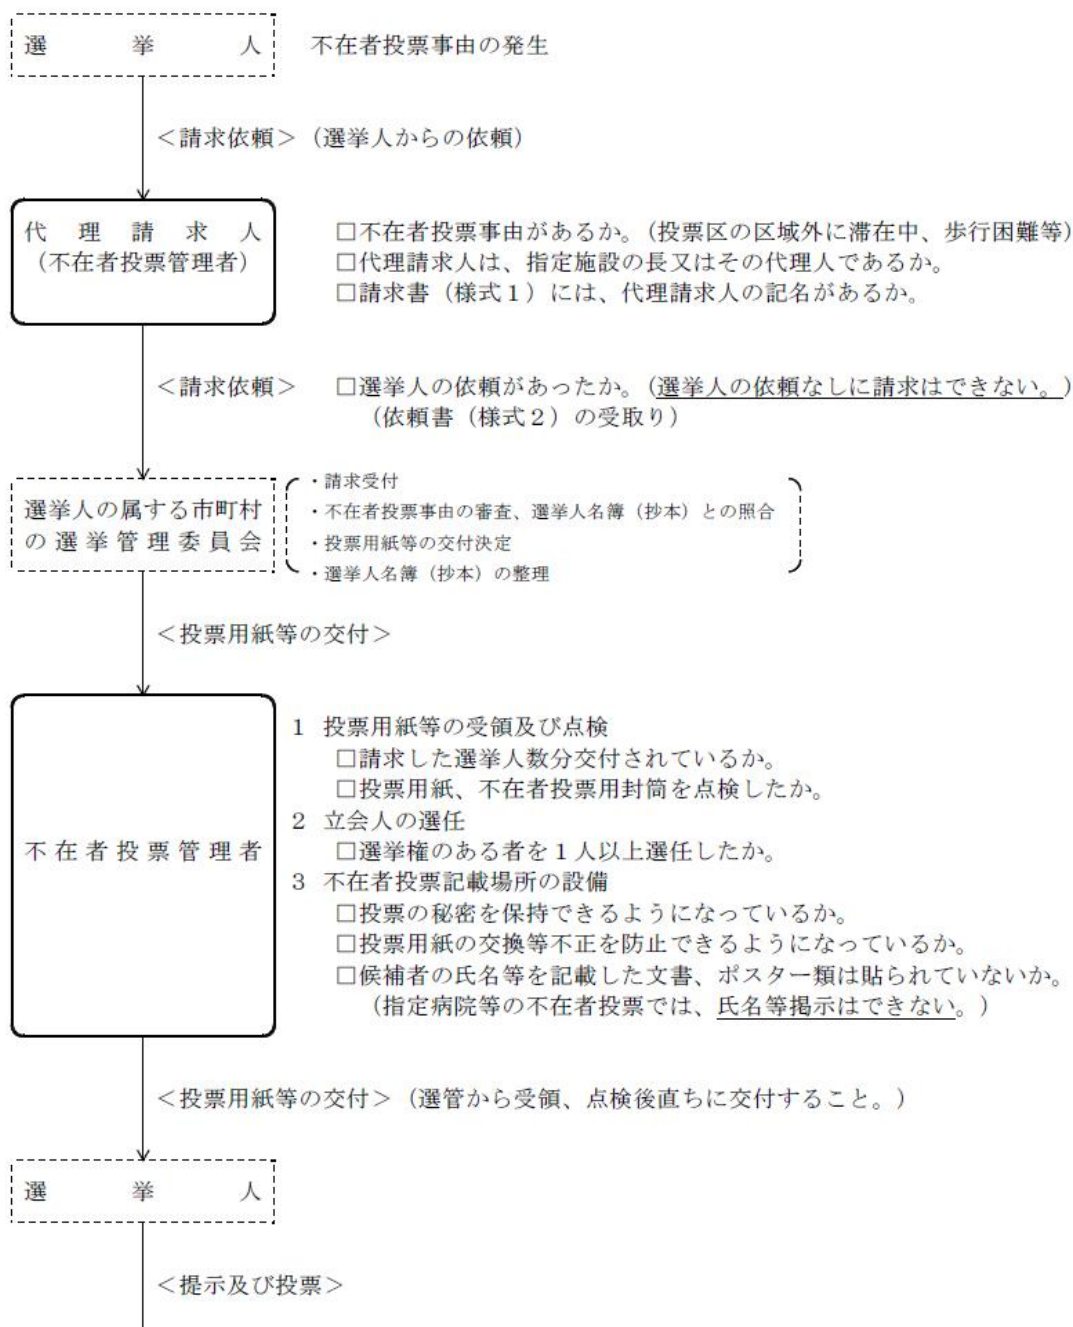 選挙人 不在者投票事由の発生
＜請求依頼＞（選挙人からの依頼）
代理請求人
（不在者投票管理者）
□不在者投票事由があるか。（投票区の区域外に滞在中、歩行困難等）
□代理請求人は、指定施設の長又はその代理人であるか。
□請求書（様式１）には、代理請求人の記名があるか。
＜請求依頼＞ □選挙人の依頼があったか。（選挙人の依頼なしに請求はできない。）
（依頼書（様式２）の受取り）
選挙人の属する市町村
の選挙管理委員会
・請求受付
・不在者投票事由の審査、選挙人名簿（抄本）との照合
・投票用紙等の交付決定
・選挙人名簿（抄本）の整理
＜投票用紙等の交付＞
不在者投票管理者
１ 投票用紙等の受領及び点検
□請求した選挙人数分交付されているか。
□投票用紙、不在者投票用封筒を点検したか。
２ 立会人の選任
□選挙権のある者を１人以上選任したか。
３ 不在者投票記載場所の設備
□投票の秘密を保持できるようになっているか。
□投票用紙の交換等不正を防止できるようになっているか。
□候補者の氏名等を記載した文書、ポスター類は貼られていないか。
（指定病院等の不在者投票では、氏名等掲示はできない。）
＜投票用紙等の交付＞（選管から受領、点検後直ちに交付すること。）
選挙人
＜提示及び投票＞